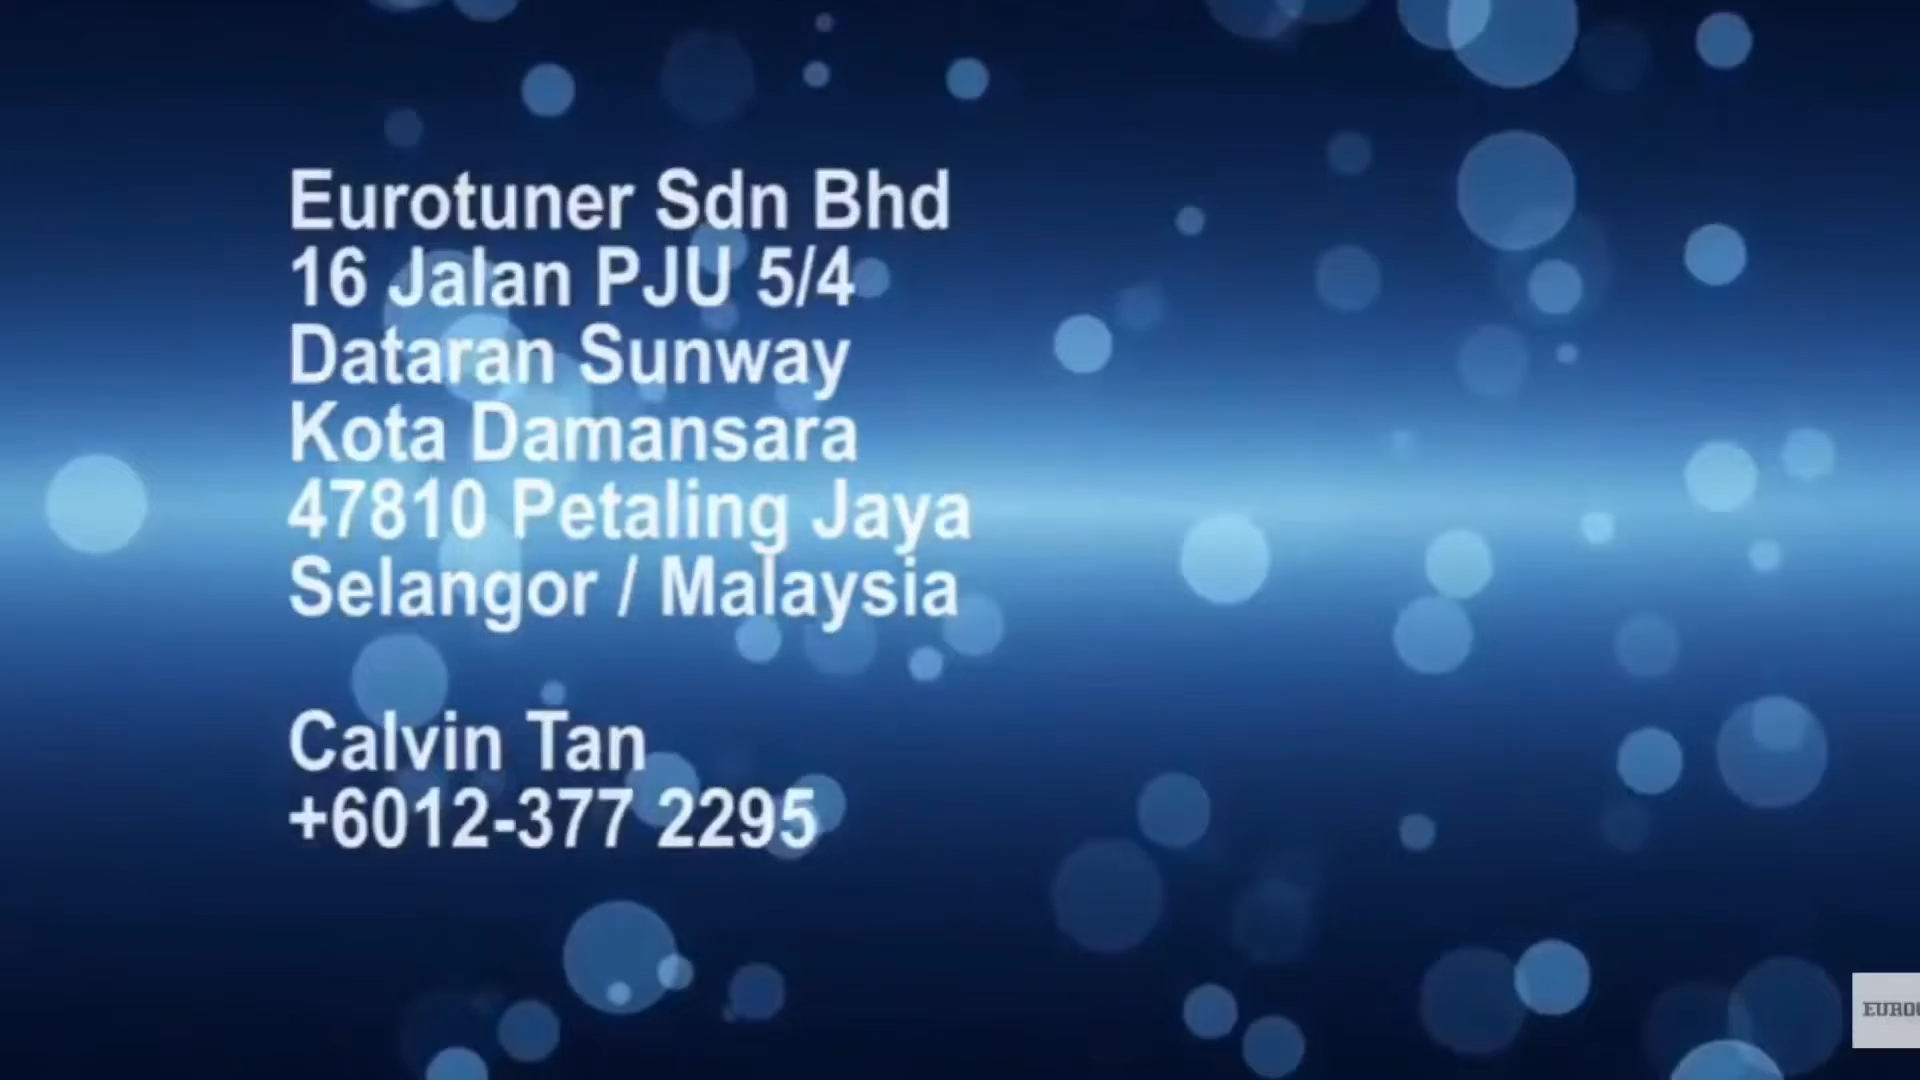 Eurotuner Sdn Bhd
16 Jalan PJU 5/4
Dataran Sunway
Kota Damansara
47810 Petaling Jaya
Selangor / Malaysia
Calvin Tan
+6012-377 2295